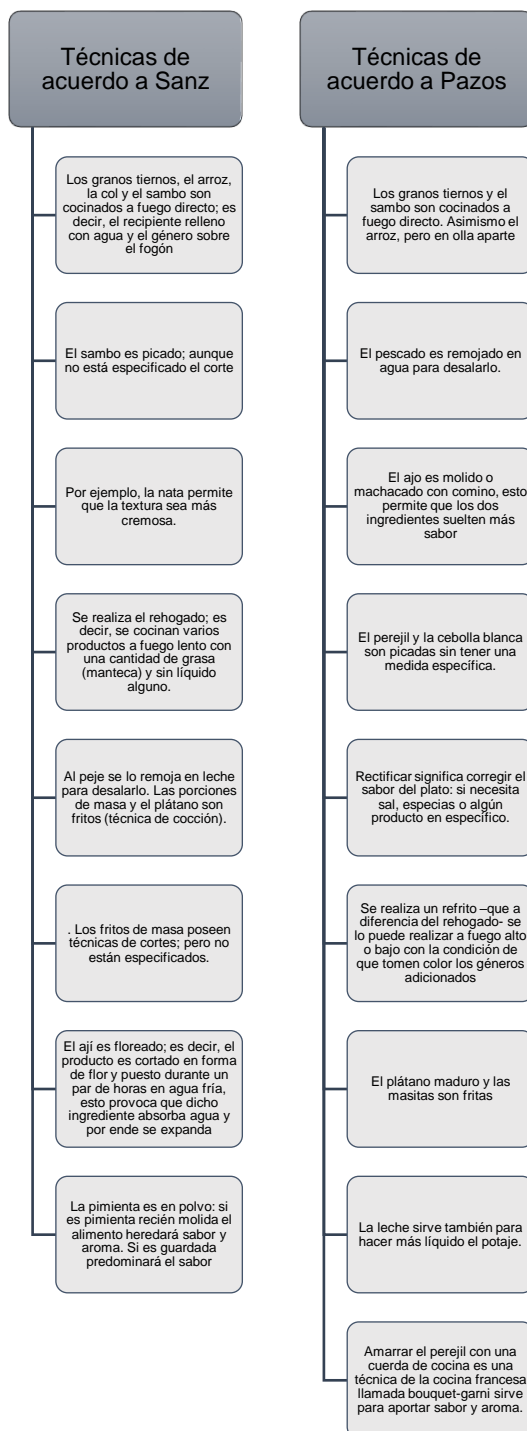 Técnicas de
acuerdo a Sanz
Los granos tiernos, el arroz,
la col y el sambo son
cocinados a fuego directo; es
decir, el recipiente relleno
con agua y el género sobre
el fogón
El sambo es picado; aunque
no está especificado el corte
Por ejemplo, la nata permite
que la textura sea más
cremosa.
Se realiza el rehogado; es
decir, se cocinan varios
productos a fuego lento con
una cantidad de grasa
(manteca) y sin líquido
alguno.
Al peje se lo remoja en leche
para desalarlo. Las porciones
de masa y el plátano son
fritos (técnica de cocción).
. Los fritos de masa poseen
técnicas de cortes; pero no
están especificados.
El ají es floreado; es decir, el
producto es cortado en forma
de flor y puesto durante un
par de horas en agua fría,
esto provoca que dicho
ingrediente absorba agua y
por ende se expanda
La pimienta es en polvo: si
es pimienta recién molida el
alimento heredará sabor y
aroma. Si es guardada
predominará el sabor
Técnicas de
acuerdo a Pazos
Los granos tiernos y el
sambo son cocinados a
fuego directo. Asimismo el
arroz, pero en olla aparte
El pescado es remojado en
agua para desalarlo.
El ajo es molido o
machacado con comino, esto
permite que los dos
ingredientes suelten más
sabor
El perejil y la cebolla blanca
son picadas sin tener una
medida específica.
Rectificar significa corregir el
sabor del plato: si necesita
sal, especias o algún
producto en específico.
Se realiza un refrito –que a
diferencia del rehogado- se
lo puede realizar a fuego alto
o bajo con la condición de
que tomen color los géneros
adicionados
El plátano maduro y las
masitas son fritas
La leche sirve también para
hacer más líquido el potaje.
Amarrar el perejil con una
cuerda de cocina es una
técnica de la cocina francesa
llamada bouquet-garni sirve
para aportar sabor y aroma.